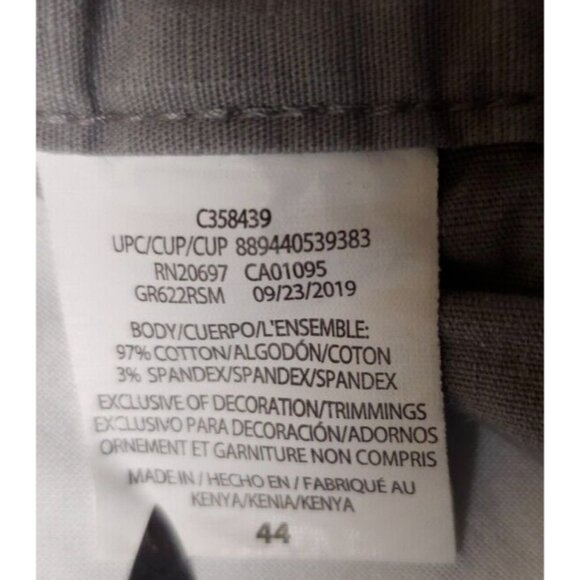 C358439
UPC/CUP/CUP 889440539383
RN20697 CA01095
GR622RSM 09/23/2019
BODY/CUERPO/L'ENSEMBLE:
97% COTTON/ALGODÓN/COTON
3% SPANDEX/SPANDEX/SPANDEX
EXCLUSIVE OF DECORATION/TRIMMINGS
EXCLUSIVO PARA DECORACIÓN/ADORNOS
ORNEMENT ET GARNITURE NON COMPRIS
MADE IN / HECHO EN / FABRIQUÉ AU
KENYA/KENIA/KENYA
44